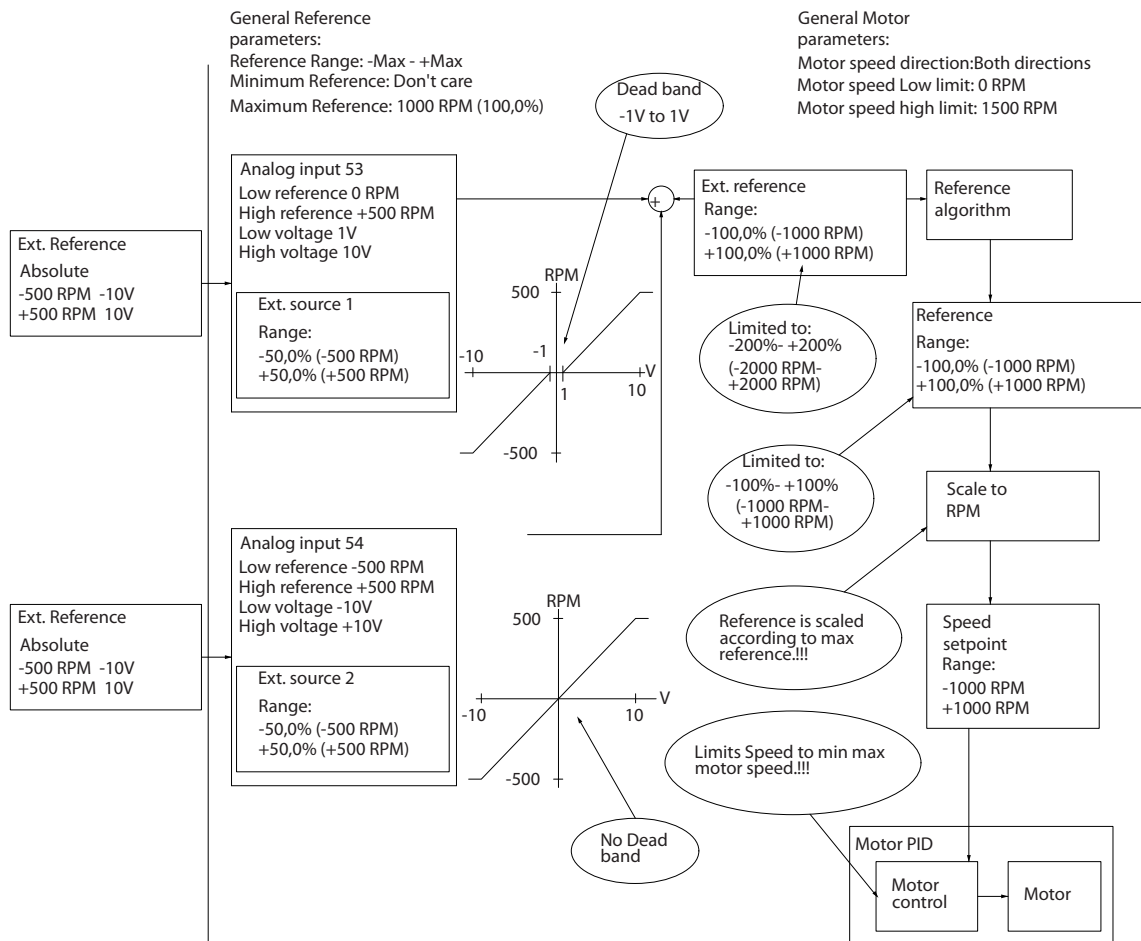 General Reference
parameters:
Reference Range: -Max - +Max
Minimum Reference: Don't care
Maximum Reference: 1000 RPM (100,0%)
General Motor
parameters:
Motor speed direction:Both directions
Motor speed Low limit: 0 RPM
Motor speed high limit: 1500 RPM
Dead band
-1V to 1V
Ext. Reference
Absolute
-500 RPM -10V
+500 RPM 10V
Analog input 53
Low reference 0 RPM
High reference +500 RPM
Low voltage 1V
High voltage 10V
Ext. source 1
Range:
-50,0% (-500 RPM)
+50,0% (+500 RPM)
RPM
500
-10
-1
V
1
10
-500
+
Ext. reference
Range:
-100,0% (-1000 RPM)
+100,0% (+1000 RPM)
Reference
algorithm
Limited to:
-200%- +200%
(-2000 RPM-
+2000 RPM)
Reference
Range:
-100,0% (-1000 RPM)
+100,0% (+1000 RPM)
Limited to:
-100%- +100%
(-1000 RPM-
+1000 RPM)
Scale to
RPM
Ext. Reference
Absolute
-500 RPM -10V
+500 RPM 10V
Analog input 54
Low reference -500 RPM
High reference +500 RPM
Low voltage -10V
High voltage +10V
Ext. source 2
Range:
-50,0% (-500 RPM)
+50,0% (+500 RPM)
RPM
500
V
-10
10
-500
No Dead
band
Reference is scaled
according to max
reference.!!!
Speed
setpoint
Range:
-1000 RPM
+1000 RPM
Limits Speed to min max
motor speed.!!!
Motor PID
Motor
control
Motor